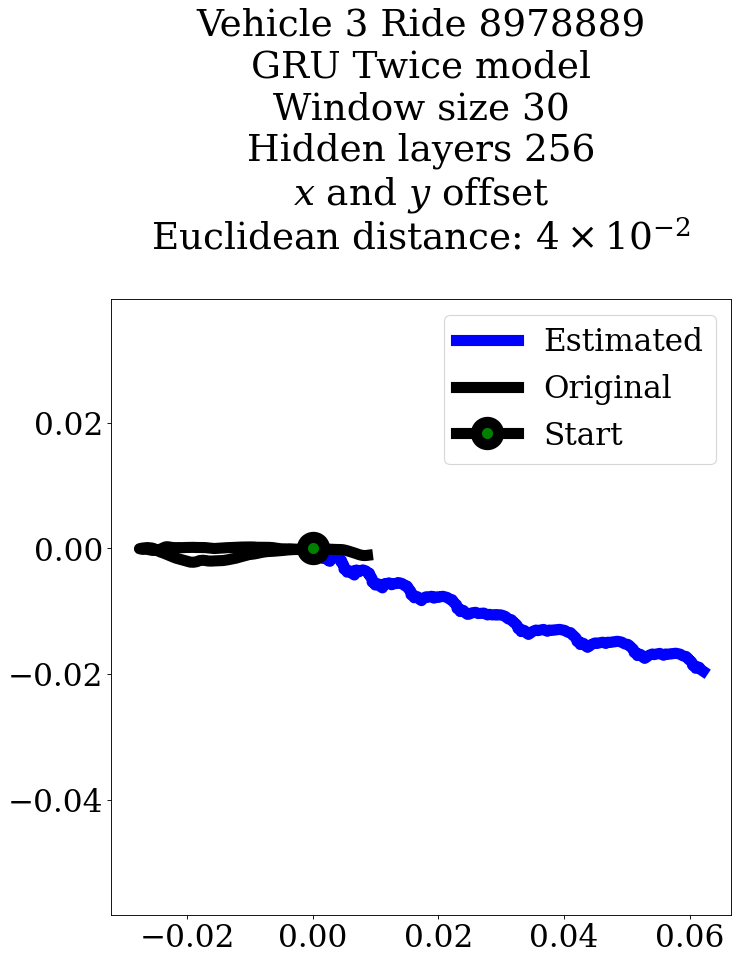 Vehicle 3 Ride 8978889
GRU Twice model
Window size 30
Hidden layers 256
x and y offset
Euclidean distance: 4 × 10⁻²
Estimated
Original
Start
0.02
0.00
−0.02
−0.04
−0.02 0.00 0.02 0.04 0.06